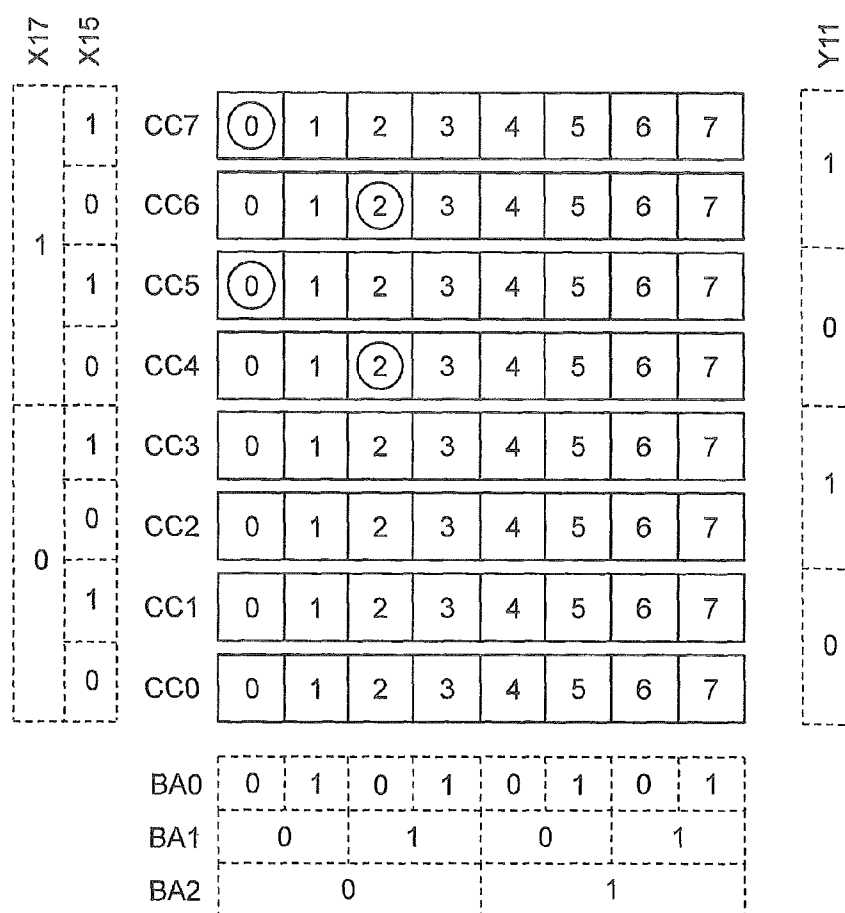 X17 X15 Y11
1 CC7 0 1 2 3 4 5 6 7 1
0 CC6 0 1 2 3 4 5 6 7
1
1 CC5 0 1 2 3 4 5 6 7 0
0 CC4 0 1 2 3 4 5 6 7
1 CC3 0 1 2 3 4 5 6 7 1
0 CC2 0 1 2 3 4 5 6 7
0
1 CC1 0 1 2 3 4 5 6 7 0
0 CC0 0 1 2 3 4 5 6 7
BA0 0 1 0 1 0 1 0 1
BA1 0 1 0 1
BA2 0 1